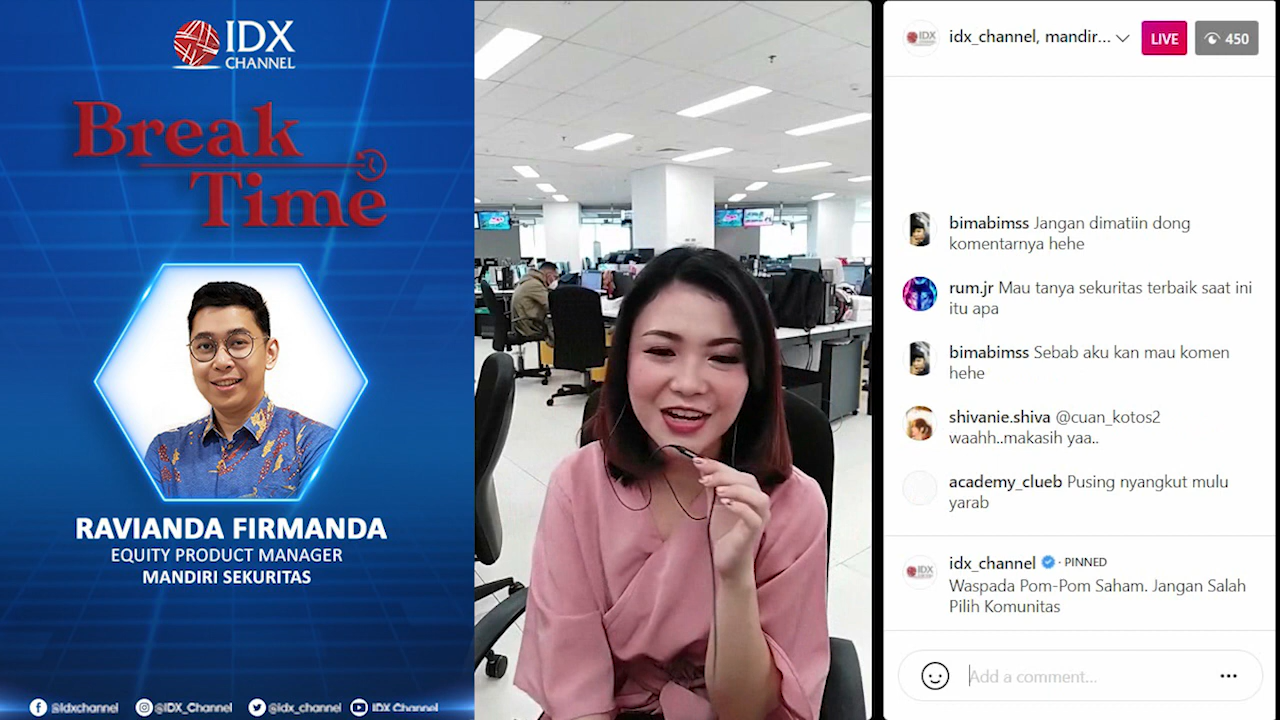 IDX
CHANNEL
Break
Time
RAVIANDA FIRMANDA
EQUITY PRODUCT MANAGER
MANDIRI SEKURITAS
@idxchannel
@IDX_Channel
@idx_channel
IDX Channel
idx_channel, mandir...
LIVE
450
bimabimss Jangan dimatiin dong
komentarnya hehe
rum.jr Mau tanya sekuritas terbaik saat ini
itu apa
bimabimss Sebab aku kan mau komen
hehe
shivanie.shiva @cuan_kotos2
waahh..makasih yaa..
academy_clueb Pusing nyangkut mulu
yarab
idx_channel · PINNED
Waspada Pom-Pom Saham. Jangan Salah
Pilih Komunitas
Add a comment...